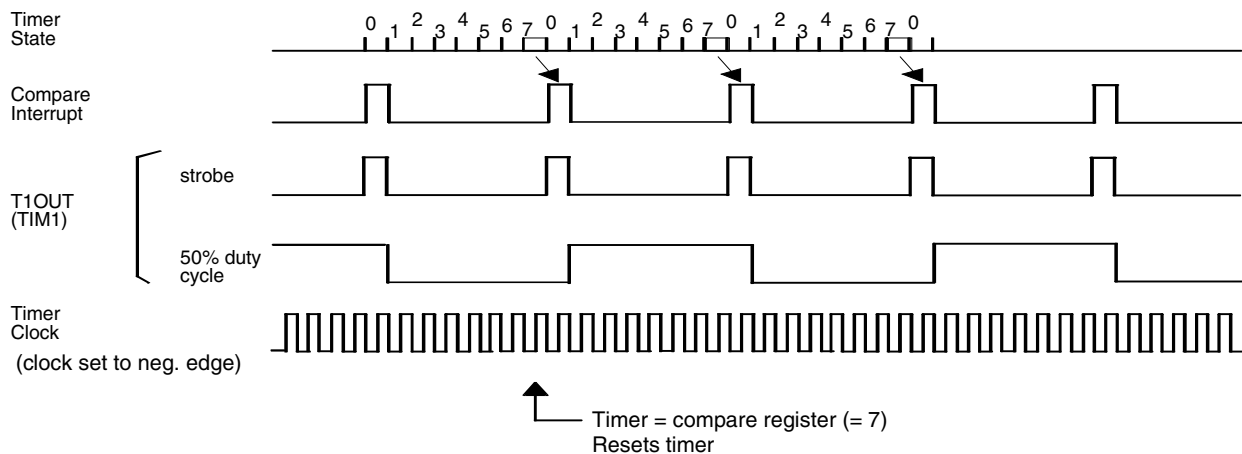 Timer
State
0 1 2 3 4 5 6 7 0 1 2 3 4 5 6 7 0 1 2 3 4 5 6 7 0
Compare
Interrupt
T1OUT
(TIM1)
strobe
50% duty
cycle
Timer
Clock
(clock set to neg. edge)
Timer = compare register (= 7)
Resets timer